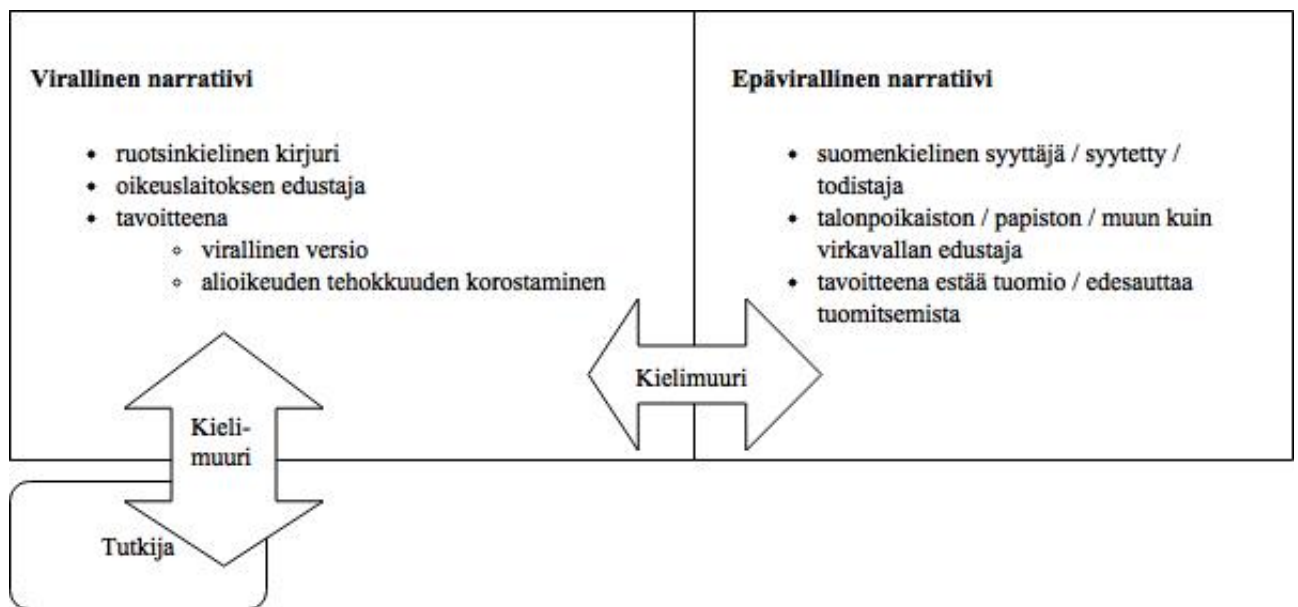 Virallinen narratiivi
• ruotsinkielinen kirjuri
• oikeuslaitoksen edustaja
• tavoitteena
◦ virallinen versio
◦ alioikeuden tehokkuuden korostaminen
Epävirallinen narratiivi
• suomenkielinen syyttäjä / syytetty /
todistaja
• talonpoikaiston / papiston / muun kuin
virkavallan edustaja
• tavoitteena estää tuomio / edesauttaa
tuomitsemista
Kielimuuri
Kieli-
muuri
Tutkija